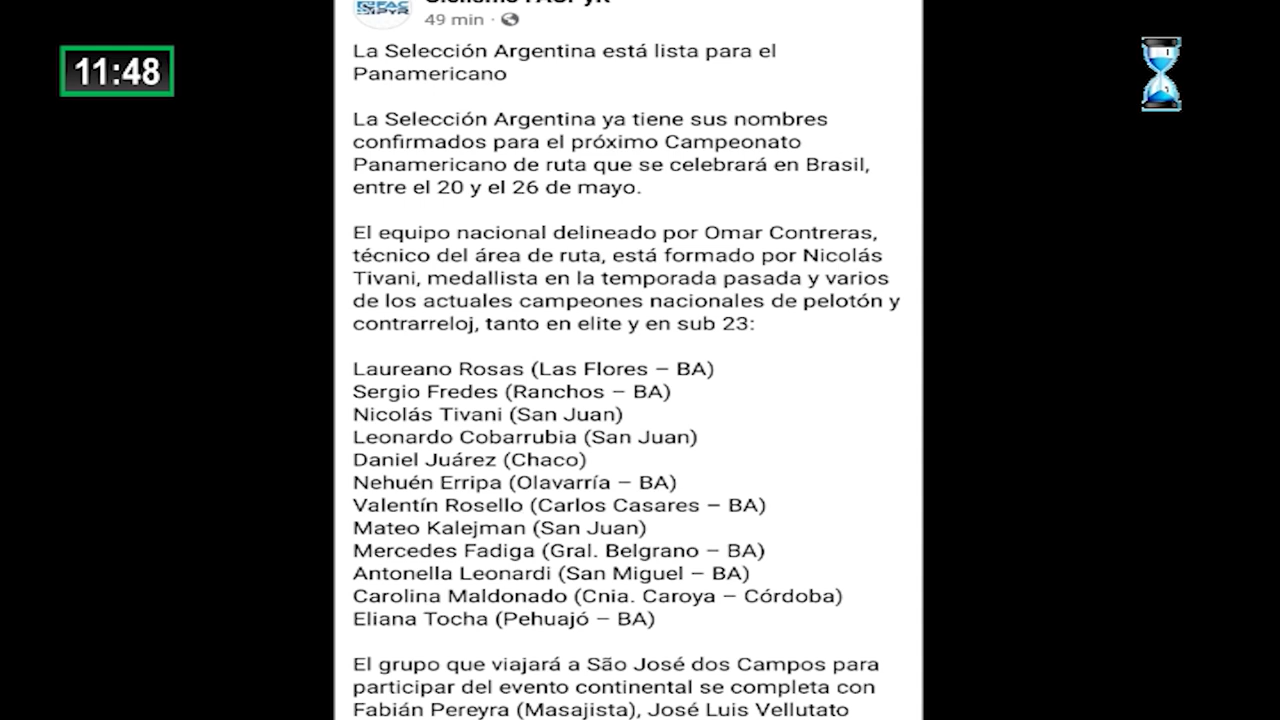 49 min ·
11:48
La Selección Argentina está lista para el
Panamericano
La Selección Argentina ya tiene sus nombres
confirmados para el próximo Campeonato
Panamericano de ruta que se celebrará en Brasil,
entre el 20 y el 26 de mayo.
El equipo nacional delineado por Omar Contreras,
técnico del área de ruta, está formado por Nicolás
Tivani, medallista en la temporada pasada y varios
de los actuales campeones nacionales de pelotón y
contrarreloj, tanto en elite y en sub 23:
Laureano Rosas (Las Flores – BA)
Sergio Fredes (Ranchos – BA)
Nicolás Tivani (San Juan)
Leonardo Cobarrubia (San Juan)
Daniel Juárez (Chaco)
Nehuén Erripa (Olavarría – BA)
Valentín Rosello (Carlos Casares – BA)
Mateo Kalejman (San Juan)
Mercedes Fadiga (Gral. Belgrano – BA)
Antonella Leonardi (San Miguel – BA)
Carolina Maldonado (Cnia. Caroya – Córdoba)
Eliana Tocha (Pehuajó – BA)
El grupo que viajará a São José dos Campos para
participar del evento continental se completa con
Fabián Pereyra (Masajista), José Luis Vellutato